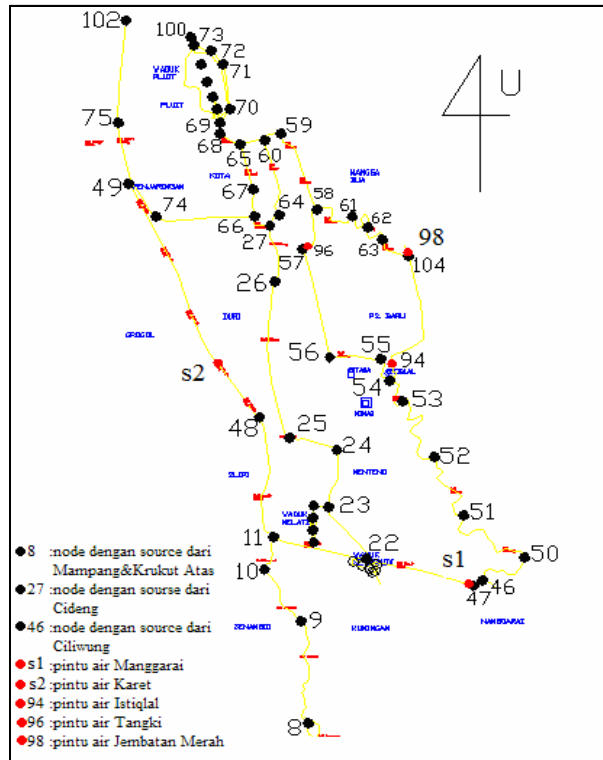 102
100
73
72
71
WADUK
PLUIT
PLUIT
75
70
69
68
59
60
65
KOTA
MANGGA
DUA
49
PENJARINGAN
67
74
64
58
61
62
66
27
63
98
57
96
104
26
DURI
PS. BARU
GROGOL
55
56
94
s2
54
53
48
25
24
52
MENTENG
SLIPI
23
51
WADUK
MELATI
11
22
s1
50
10
46
47
MANGGARAI
9
KUNINGAN
8
U
8 :node dengan source dari
Mampang&Krukut Atas
27 :node dengan sourse dari
Cideng
46 :node dengan source dari
Ciliwung
s1 :pintu air Manggarai
s2 :pintu air Karet
94 :pintu air Istiqlal
96 :pintu air Tangki
98 :pintu air Jembatan Merah